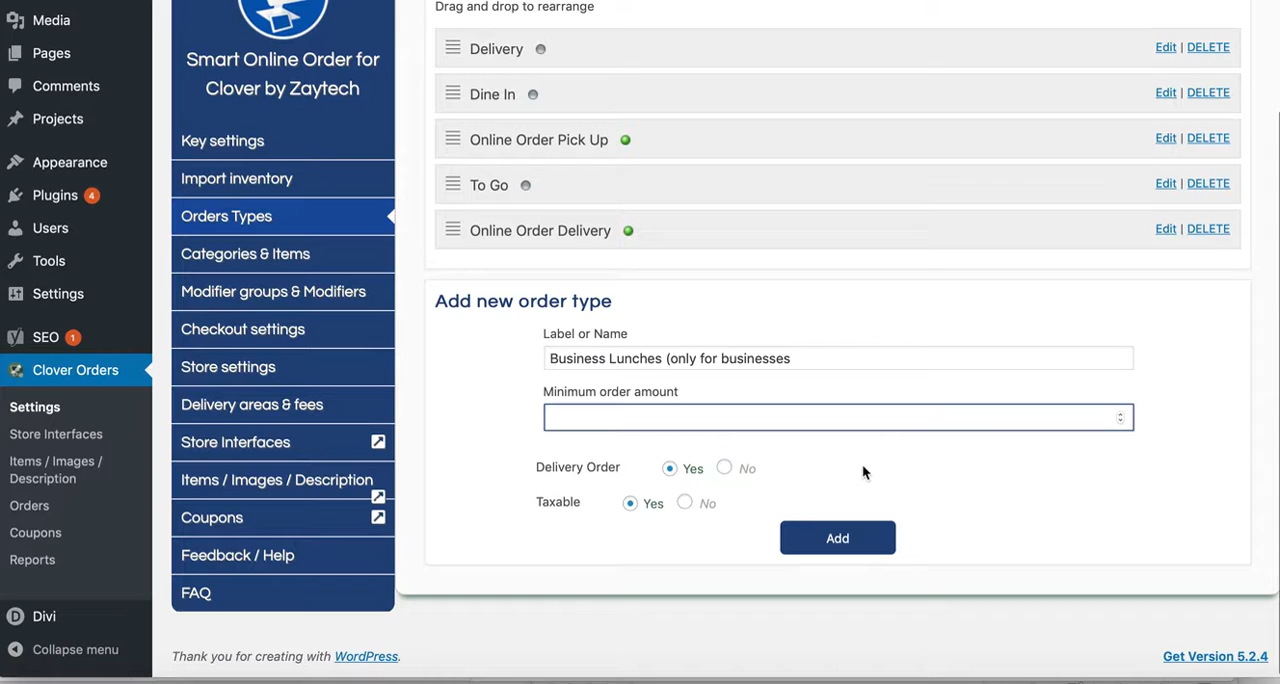 Media
Pages
Comments
Projects
Appearance
Plugins 4
Users
Tools
Settings
SEO 1
Clover Orders
Settings
Store Interfaces
Items / Images /
Description
Orders
Coupons
Reports
Divi
Collapse menu
Smart Online Order for
Clover by Zaytech
Key settings
Import inventory
Orders Types
Categories & Items
Modifier groups & Modifiers
Checkout settings
Store settings
Delivery areas & fees
Store Interfaces
Items / Images / Description
Coupons
Feedback / Help
FAQ
Drag and drop to rearrange
Delivery Edit | DELETE
Dine In Edit | DELETE
Online Order Pick Up Edit | DELETE
To Go Edit | DELETE
Online Order Delivery Edit | DELETE
Add new order type
Label or Name
Business Lunches (only for businesses
Minimum order amount
Delivery Order Yes No
Taxable Yes No
Add
Thank you for creating with WordPress.
Get Version 5.2.4